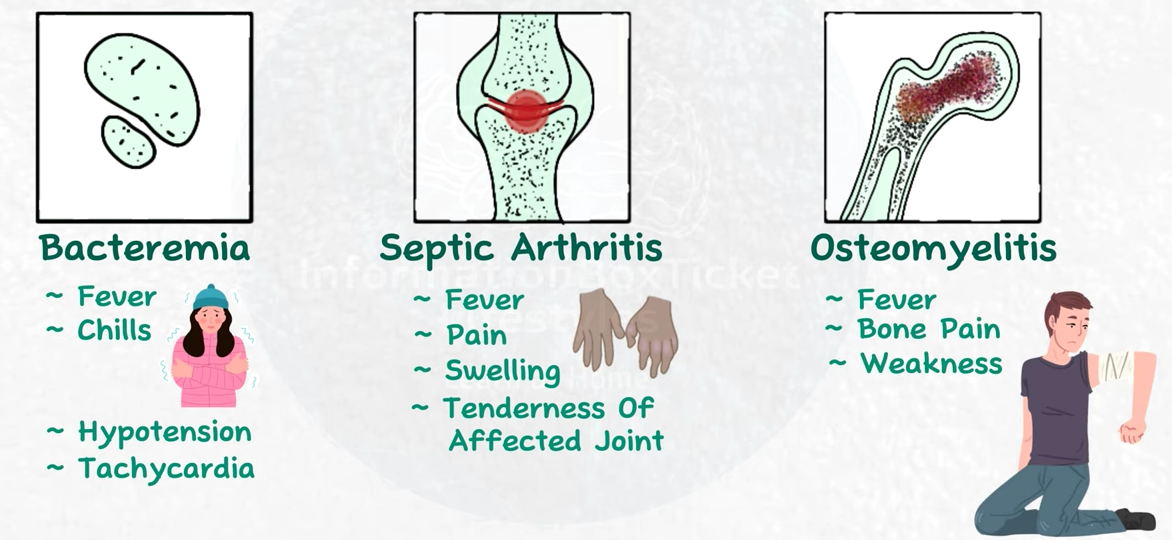 Bacteremia
~ Fever
~ Chills
~ Hypotension
~ Tachycardia
Septic Arthritis
~ Fever
~ Pain
~ Swelling
~ Tenderness Of
Affected Joint
Osteomyelitis
~ Fever
~ Bone Pain
~ Weakness